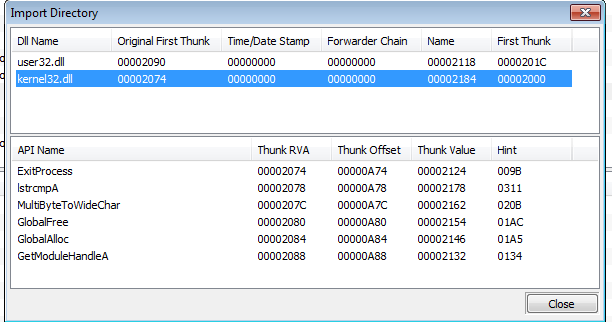 Import Directory
Dll Name Original First Thunk Time/Date Stamp Forwarder Chain Name First Thunk
user32.dll 00002090 00000000 00000000 00002118 0000201C
kernel32.dll 00002074 00000000 00000000 00002184 00002000
API Name Thunk RVA Thunk Offset Thunk Value Hint
ExitProcess 00002074 00000A74 00002124 009B
lstrcmpA 00002078 00000A78 00002178 0311
MultiByteToWideChar 0000207C 00000A7C 00002162 020B
GlobalFree 00002080 00000A80 00002154 01AC
GlobalAlloc 00002084 00000A84 00002146 01A5
GetModuleHandleA 00002088 00000A88 00002132 0134
Close